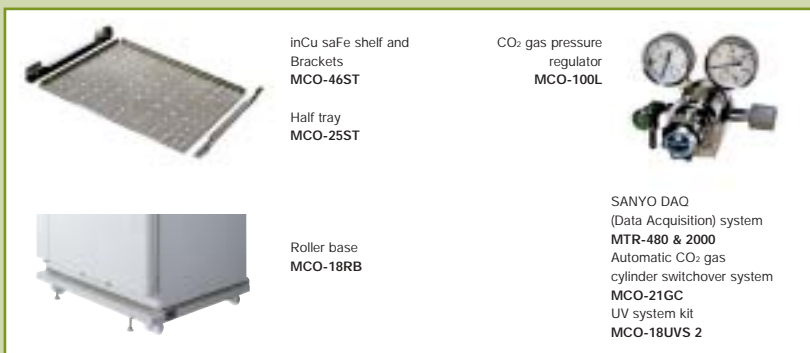 inCu saFe shelf and
Brackets
MCO-46ST
Half tray
MCO-25ST
CO₂ gas pressure
regulator
MCO-100L
Roller base
MCO-18RB
SANYO DAQ
(Data Acquisition) system
MTR-480 & 2000
Automatic CO₂ gas
cylinder switchover system
MCO-21GC
UV system kit
MCO-18UVS 2